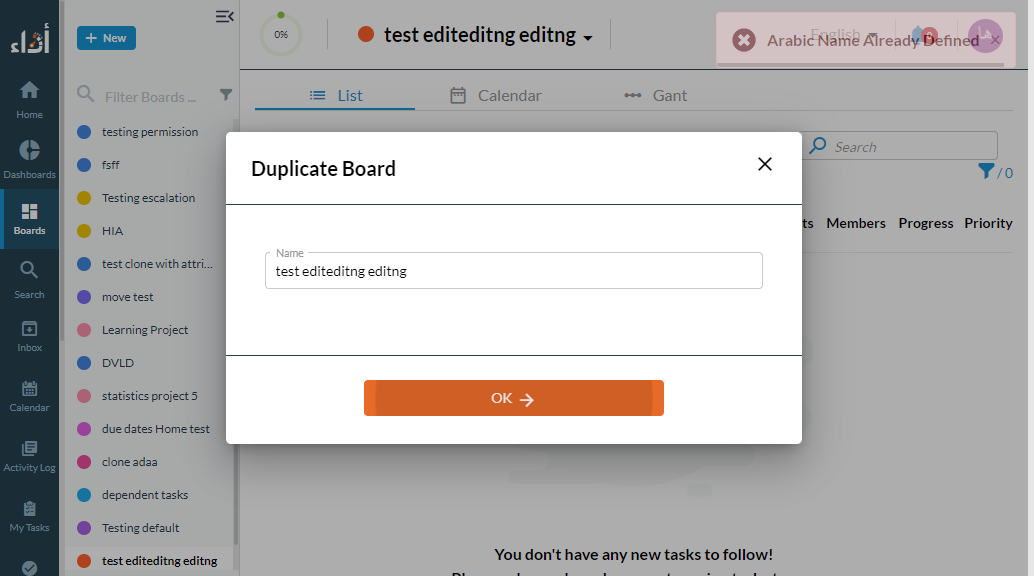 أداء
Home
Dashboards
Boards
Search
Inbox
Calendar
Activity Log
My Tasks
+ New
Filter Boards ...
testing permission
fsff
Testing escalation
HIA
test clone with attri...
move test
Learning Project
DVLD
statistics project 5
due dates Home test
clone adaa
dependent tasks
Testing default
test editeditng editng
0%
test editeditng editng
English
Arabic Name Already Defined
List
Calendar
Gant
Search
/ 0
Members
Progress
Priority
Duplicate Board
Name
test editeditng editng
OK
You don't have any new tasks to follow!